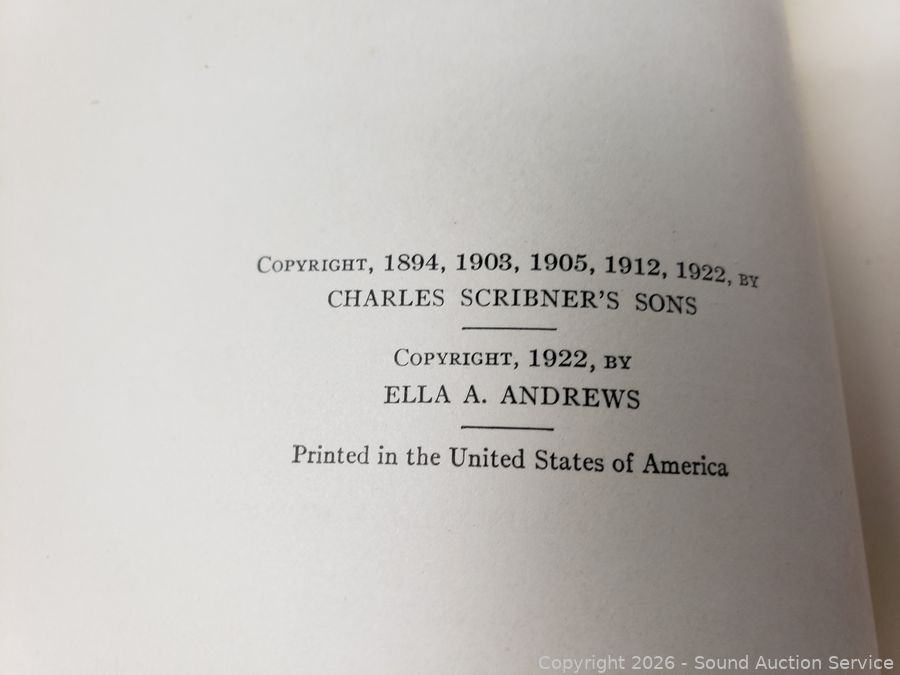 COPYRIGHT, 1894, 1903, 1905, 1912, 1922, BY
CHARLES SCRIBNER'S SONS
COPYRIGHT, 1922, BY
ELLA A. ANDREWS
Printed in the United States of America
Copyright 2026 - Sound Auction Service